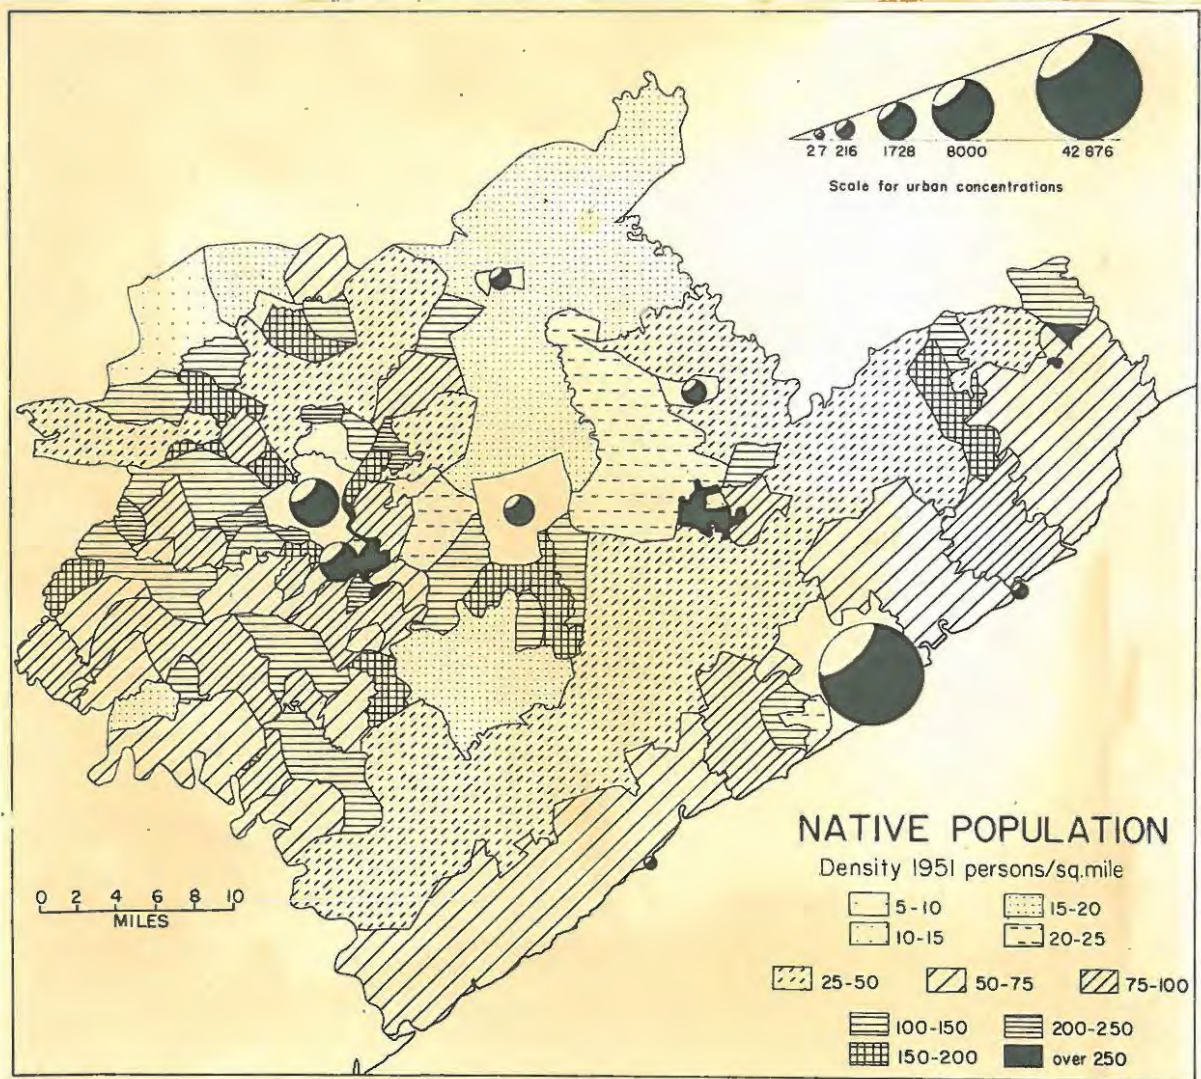 27 216 1728 8000 42 876
Scale for urban concentrations
NATIVE POPULATION
Density 1951 persons/sq.mile
5-10 15-20
10-15 20-25
25-50 50-75 75-100
100-150 200-250
150-200 over 250
0 2 4 6 8 10
MILES